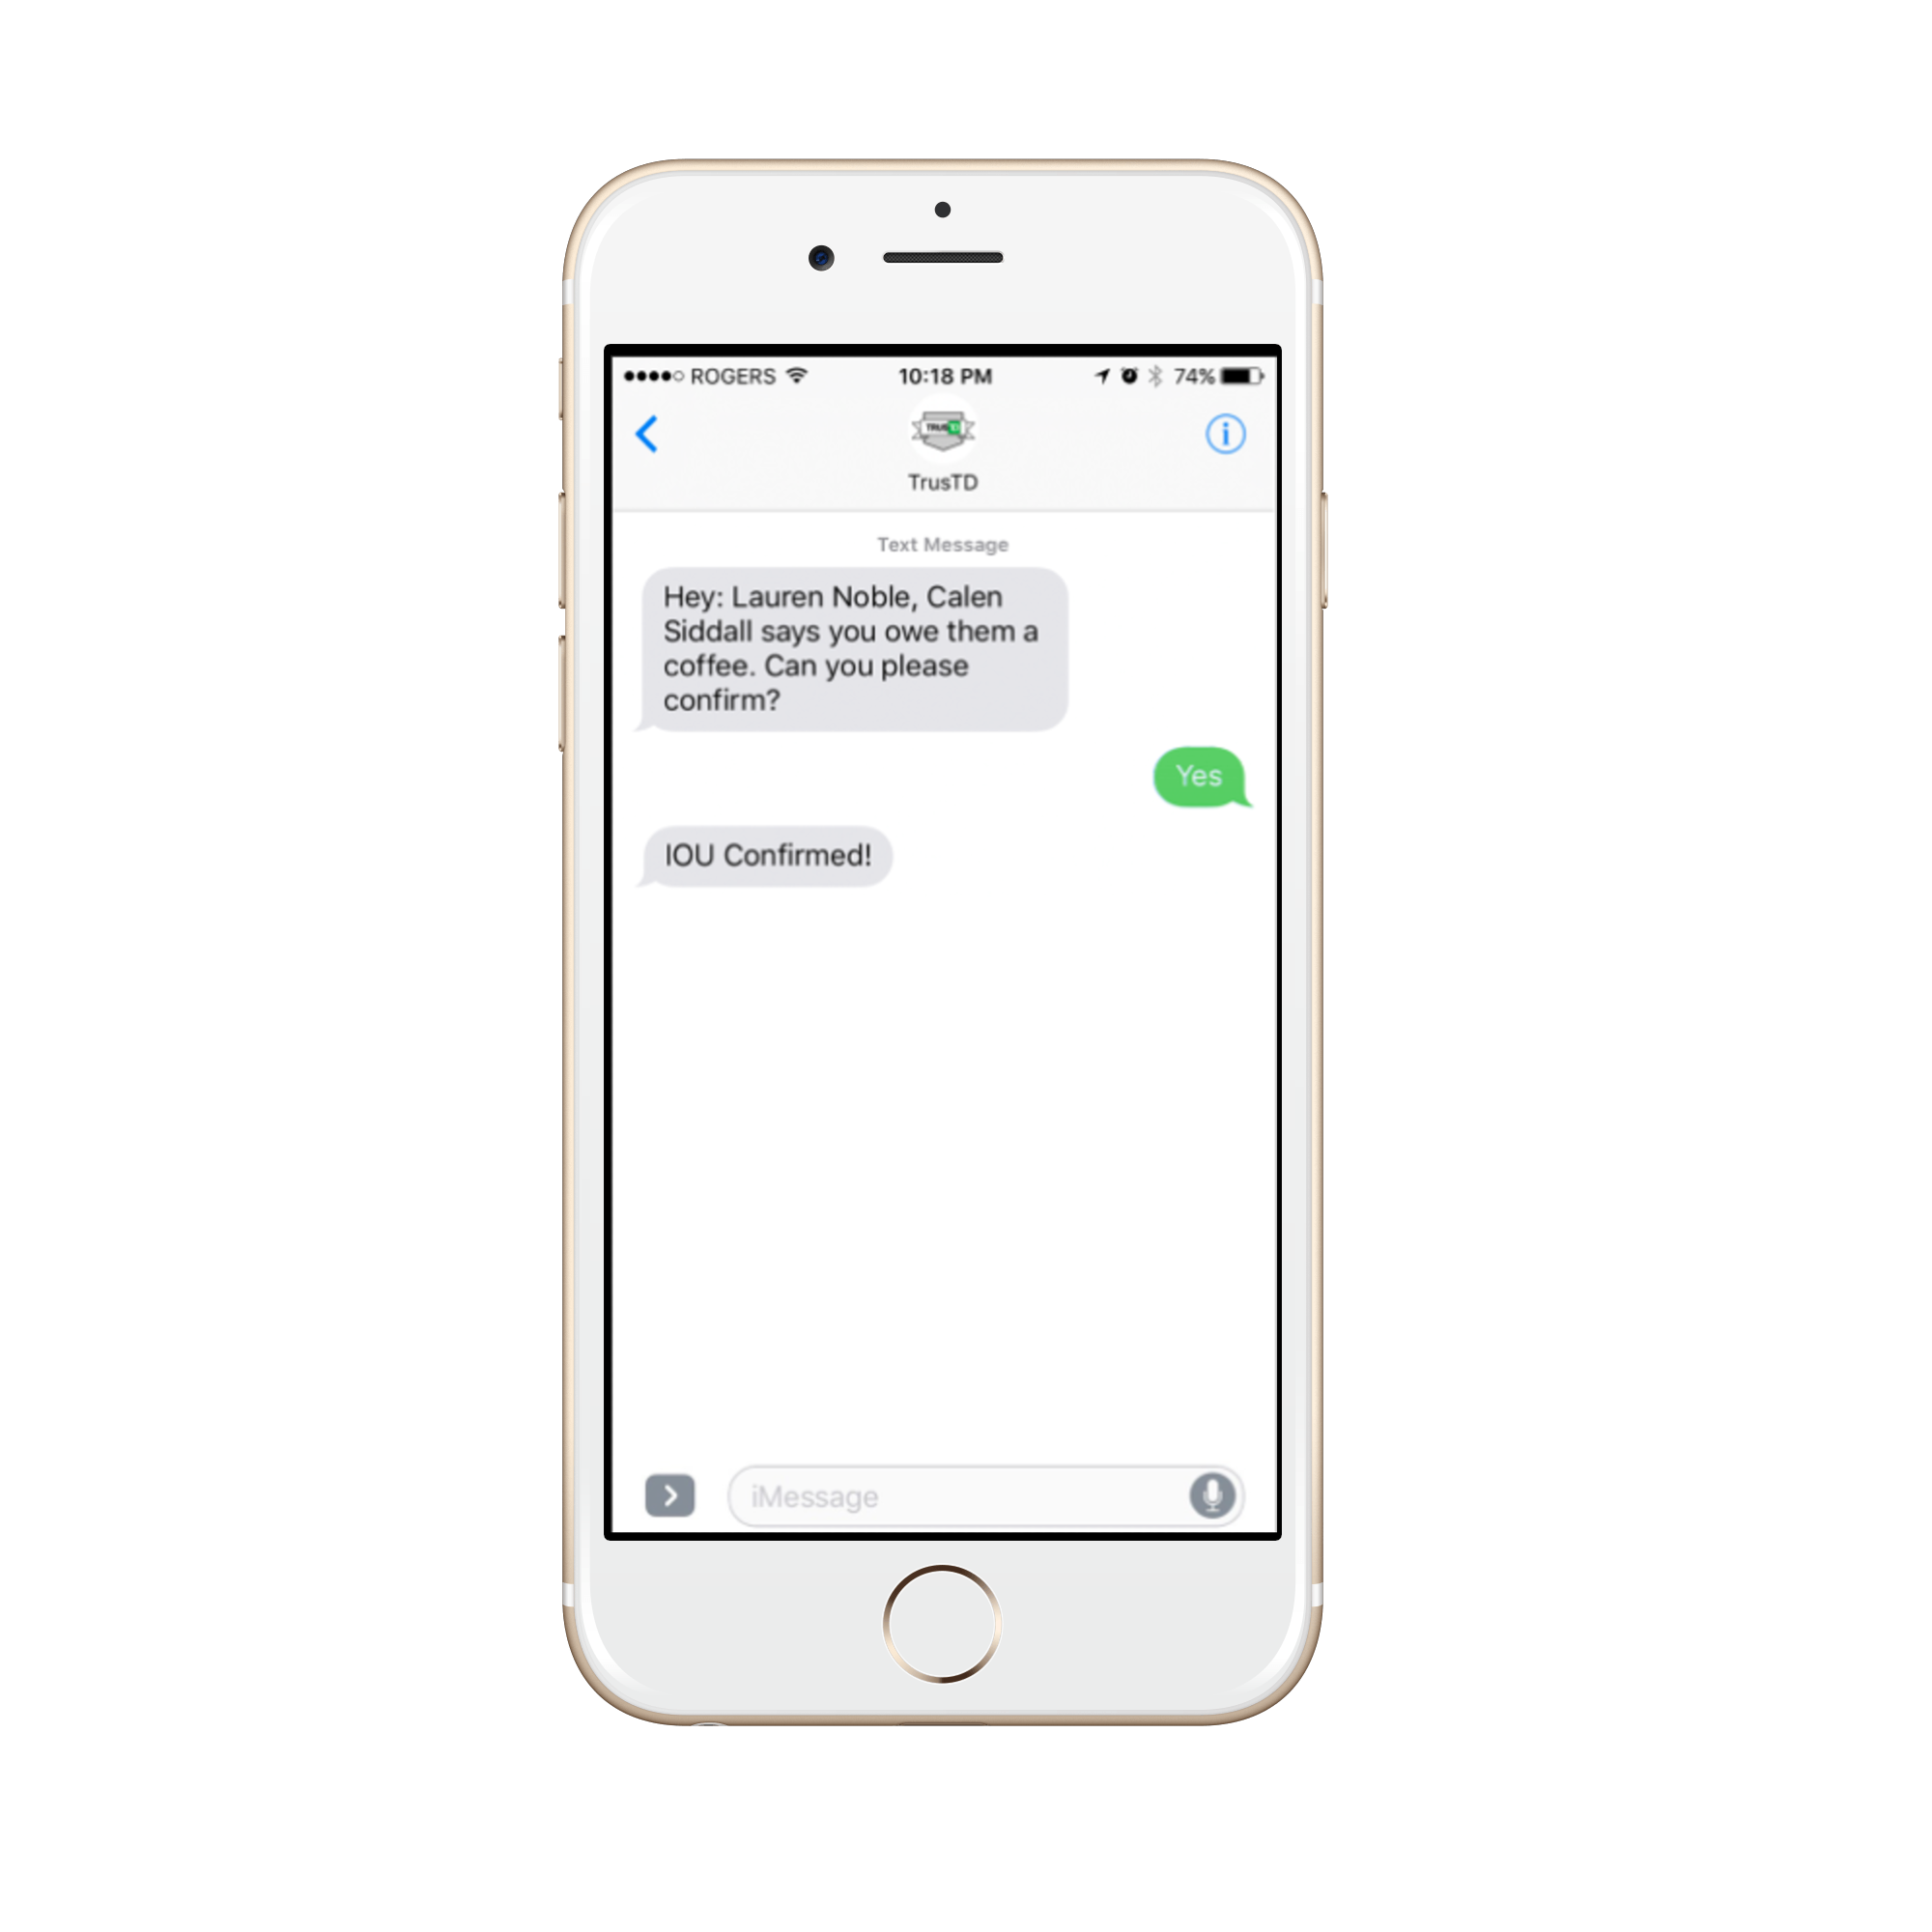 ROGERS 10:18 PM 74%
TRUSTD
TrusTD
Text Message
Hey: Lauren Noble, Calen
Siddall says you owe them a
coffee. Can you please
confirm?
Yes
IOU Confirmed!
iMessage